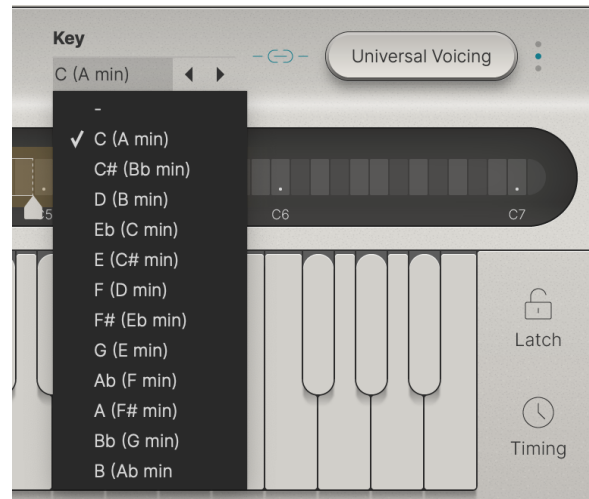 Key
C (A min)
Universal Voicing
-
✓ C (A min)
C# (Bb min)
D (B min)
Eb (C min)
E (C# min)
F (D min)
F# (Eb min)
G (E min)
Ab (F min)
A (F# min)
Bb (G min)
B (Ab min
C6
C7
Latch
Timing